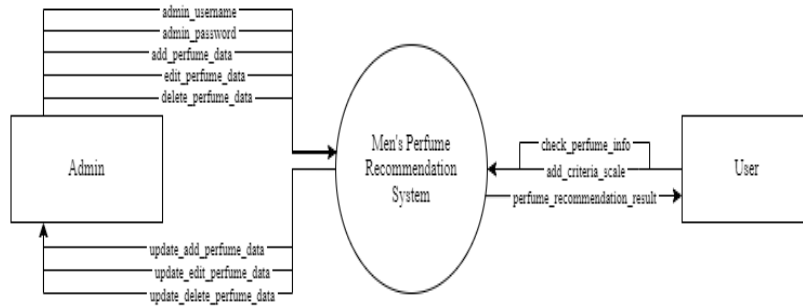 admin_username
admin_password
add_perfume_data
edit_perfume_data
delete_perfume_data
Admin
Men's Perfume
Recommendation
System
check_perfume_info
add_criteria_scale
perfume_recommendation_result
User
update_add_perfume_data
update_edit_perfume_data
update_delete_perfume_data